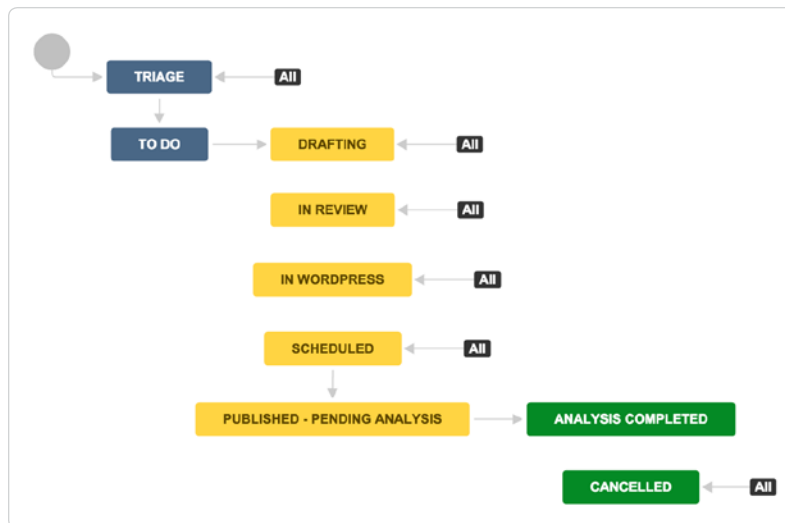 TRIAGE
All
TO DO
DRAFTING
All
IN REVIEW
All
IN WORDPRESS
All
SCHEDULED
All
PUBLISHED - PENDING ANALYSIS
ANALYSIS COMPLETED
CANCELLED
All